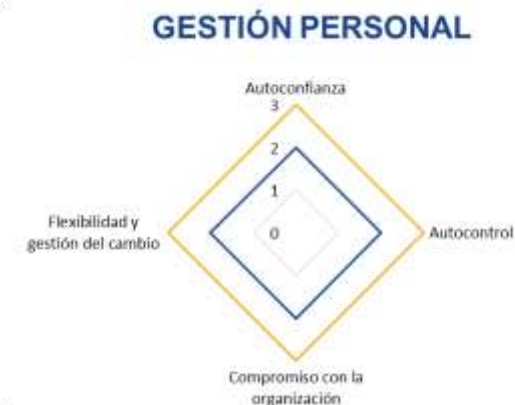 GESTIÓN PERSONAL
Autoconfianza
3
2
1
0
Flexibilidad y
gestión del cambio
Autocontrol
Compromiso con la
organización